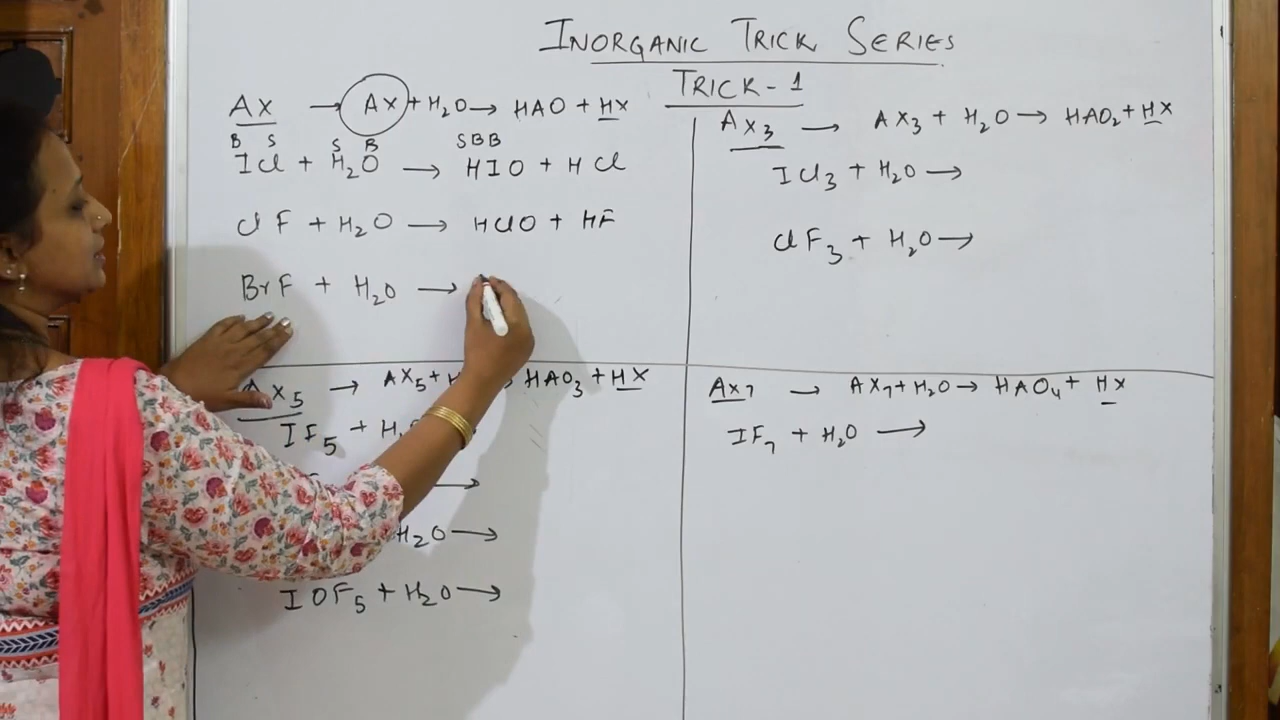 INORGANIC TRICK SERIES
TRICK-1
AX → AX + H₂O → HAO + HX
B S S B SBB
ICl + H₂O → HIO + HCl
ClF + H₂O → HClO + HF
BrF + H₂O →
AX₃ → AX₃ + H₂O → HAO₂ + HX
ICl₃ + H₂O →
ClF₃ + H₂O →
AX₅ → AX₅ + H → HAO₃ + HX
IF₅ + H₂O
→
H₂O →
IOF₅ + H₂O →
AX₇ → AX₇ + H₂O → HAO₄ + HX
IF₇ + H₂O →